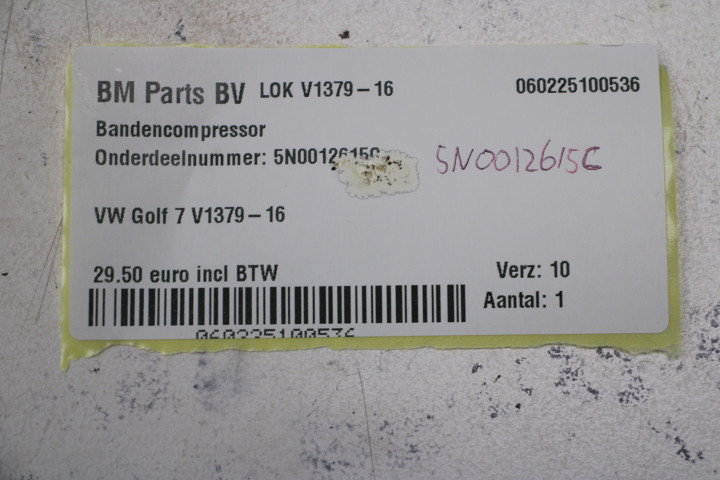 BM Parts BV LOK V1379-16 060225100536
Bandencompressor
Onderdeelnummer: 5N0012615C 5N0012615C
VW Golf 7 V1379-16
29.50 euro incl BTW Verz: 10
Aantal: 1
060225100536